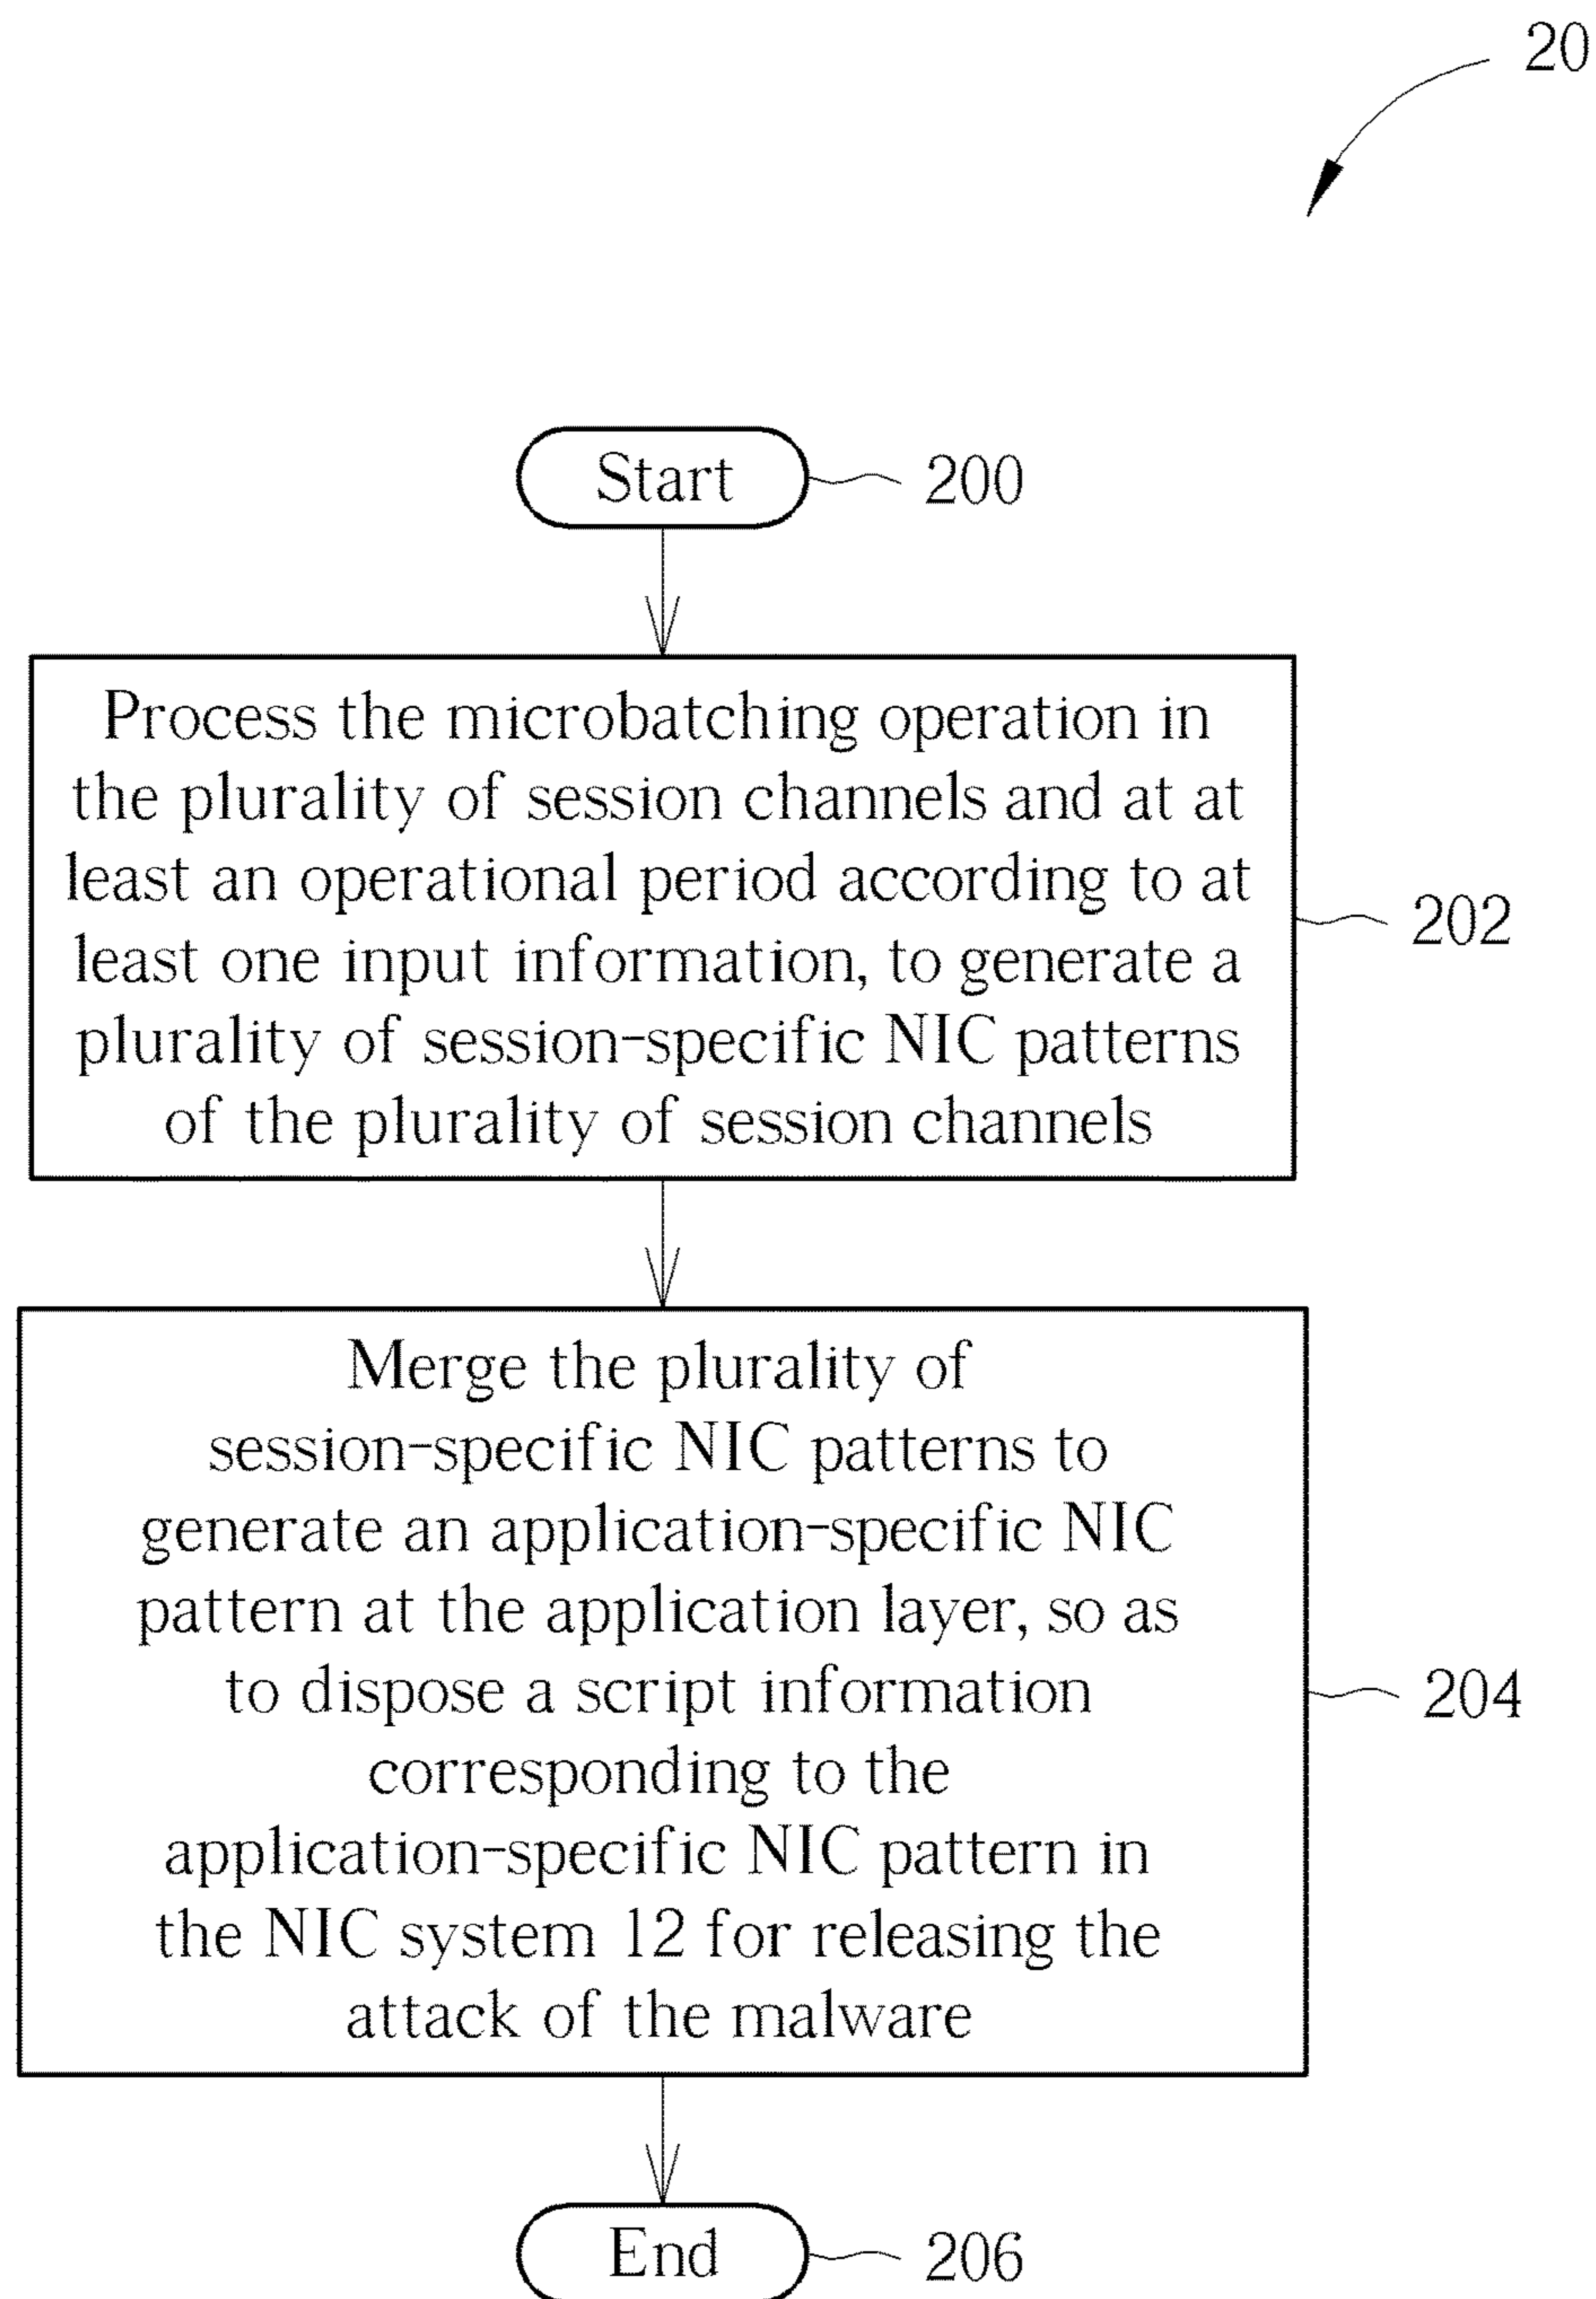 20
Start
200
Process the microbatching operation in
the plurality of session channels and at at
least an operational period according to at
least one input information, to generate a
plurality of session-specific NIC patterns
of the plurality of session channels
202
Merge the plurality of
session-specific NIC patterns to
generate an application-specific NIC
pattern at the application layer, so as
to dispose a script information
corresponding to the
application-specific NIC pattern in
the NIC system 12 for releasing the
attack of the malware
204
End
206